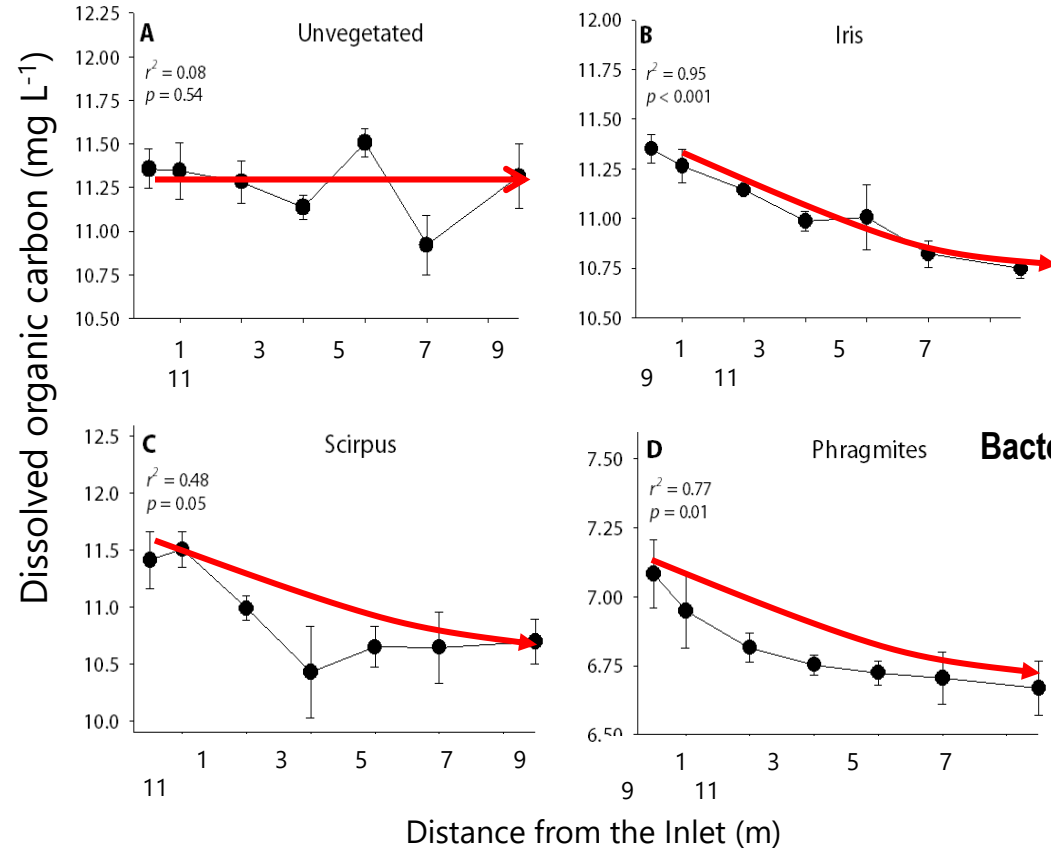 Dissolved organic carbon (mg L-1)
A Unvegetated
r2 = 0.08
p = 0.54
12.25
12.00
11.75
11.50
11.25
11.00
10.75
10.50
1 3 5 7 9
11
B Iris
r2 = 0.95
p < 0.001
12.00
11.75
11.50
11.25
11.00
10.75
10.50
1 3 5 7
9 11
C Scirpus
r2 = 0.48
p = 0.05
12.5
12.0
11.5
11.0
10.5
10.0
1 3 5 7 9
11
D Phragmites Bacte
r2 = 0.77
p = 0.01
7.50
7.25
7.00
6.75
6.50
1 3 5 7
9 11
Distance from the Inlet (m)